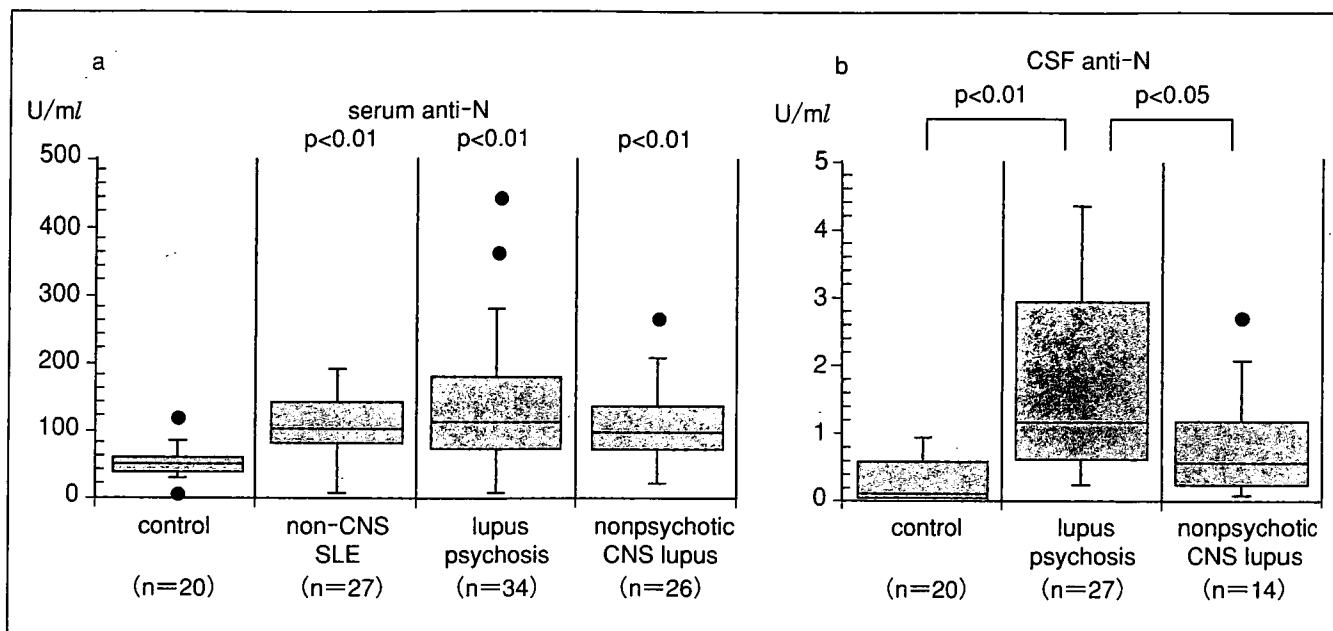 a
serum anti-N
U/ml
p<0.01 p<0.01 p<0.01
500
400
300
200
100
0
control non-CNS SLE lupus psychosis nonpsychotic CNS lupus
(n=20) (n=27) (n=34) (n=26)
b
CSF anti-N
p<0.01 p<0.05
U/ml
5
4
3
2
1
0
control lupus psychosis nonpsychotic CNS lupus
(n=20) (n=27) (n=14)